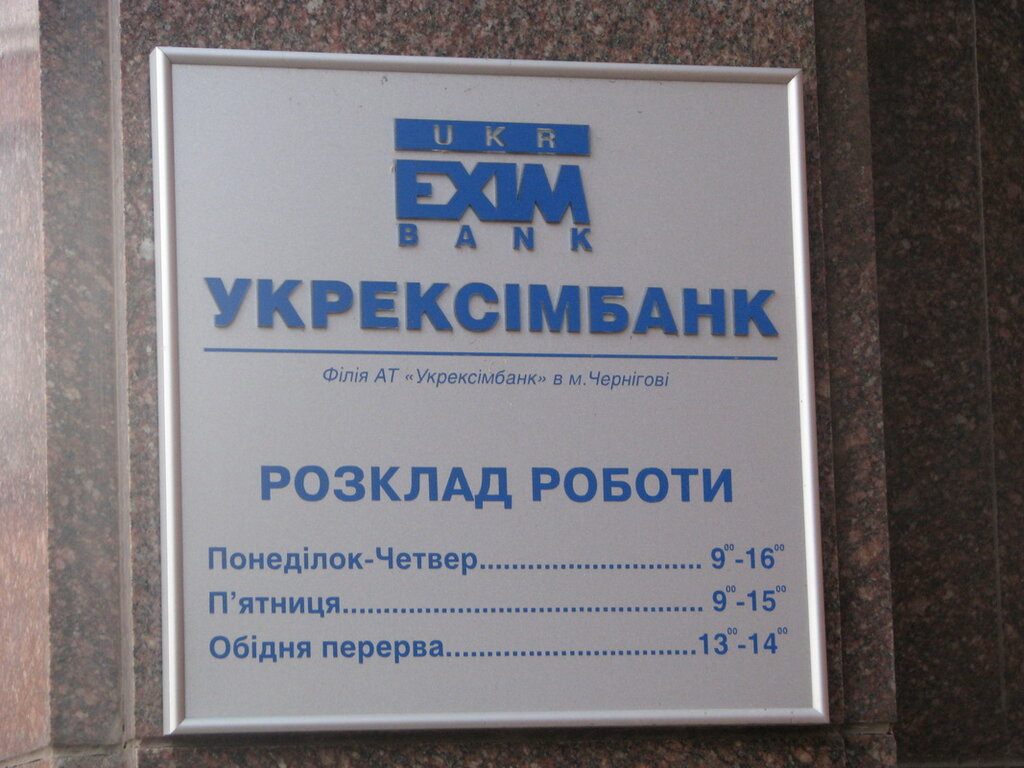 UKR
EXIM
BANK
УКРЕКСІМБАНК
Філія АТ «Укрексімбанк» в м.Чернігові
РОЗКЛАД РОБОТИ
Понеділок-Четвер............................ 9⁰⁰-16⁰⁰
П'ятниця............................................. 9⁰⁰-15⁰⁰
Обідня перерва...............................13⁰⁰-14⁰⁰